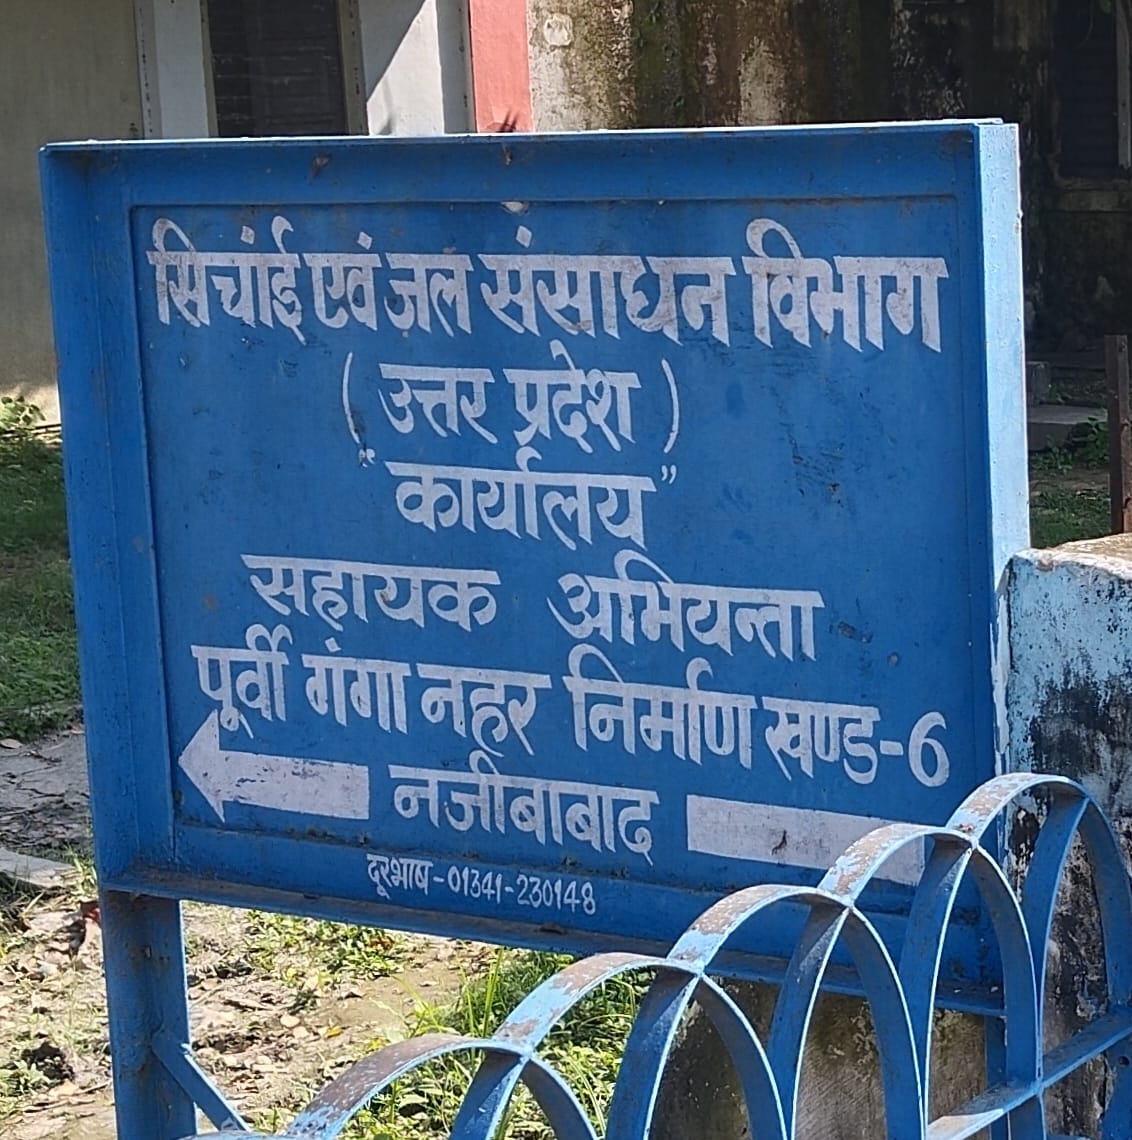 सिचांई एवं जल संसाधन विभाग
( उत्तर प्रदेश )
“कार्यालय”
सहायक अभियन्ता
पूर्वी गंगा नहर निर्माण खण्ड-6
नजीबाबाद
दूरभाष-01341-230148